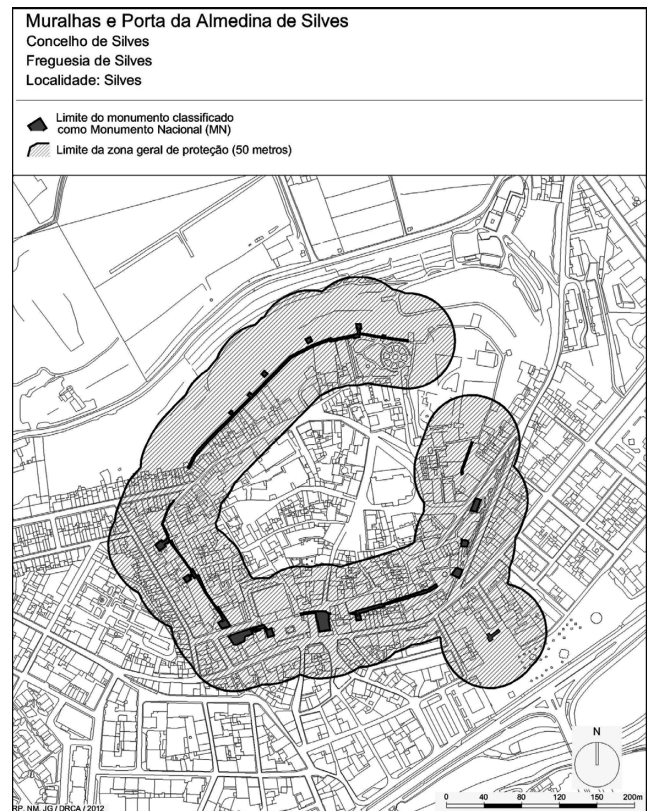 Muralhas e Porta da Almedina de Silves
Concelho de Silves
Freguesia de Silves
Localidade: Silves
Limite do monumento classificado
como Monumento Nacional (MN)
Limite da zona geral de proteção (50 metros)
N
0 40 80 120 160 200m
RP, NM, JG / DRCA / 2012